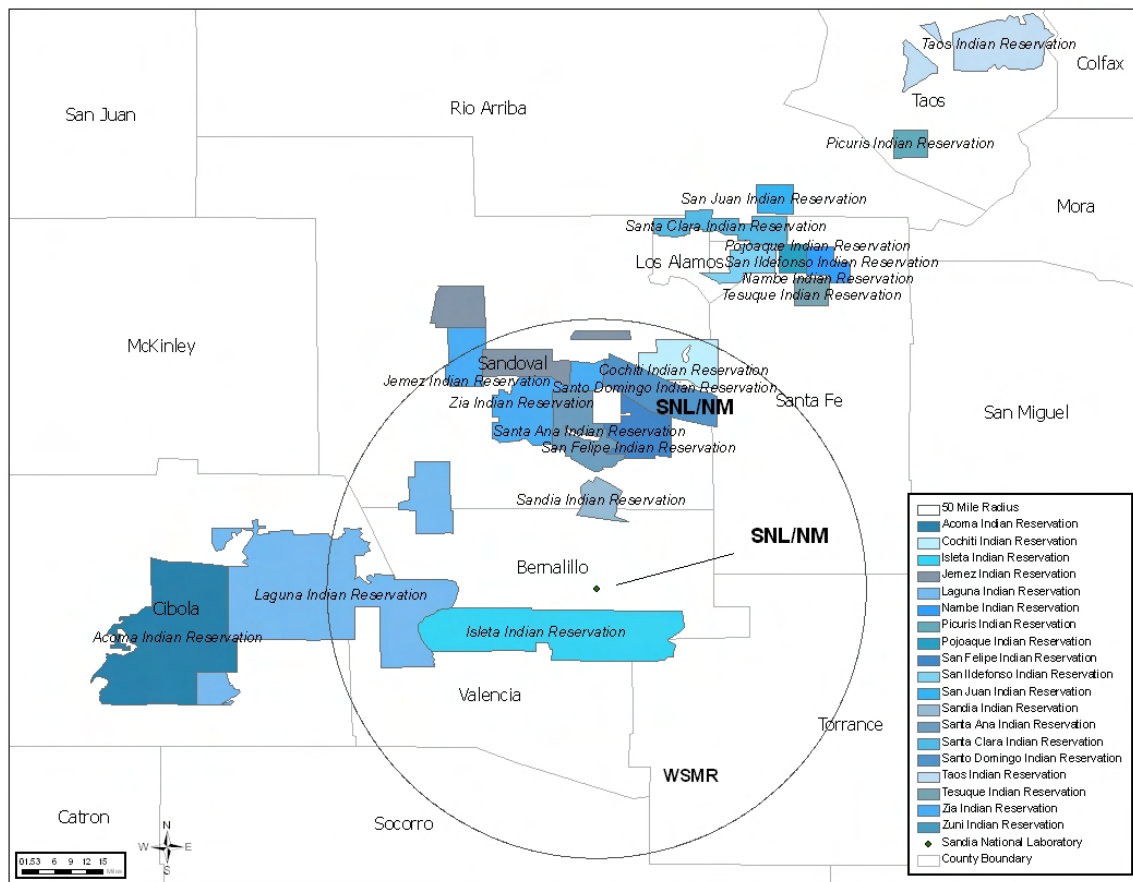 Taos Indian Reservation
Colfax
Taos
San Juan
Rio Arriba
Picuris Indian Reservation
Mora
San Juan Indian Reservation
Santa Clara Indian Reservation
Pojoaque Indian Reservation
Los Alamos
San Ildefonso Indian Reservation
Nambe Indian Reservation
Tesuque Indian Reservation
McKinley
Sandoval
Cochiti Indian Reservation
Jemez Indian Reservation
Santo Domingo Indian Reservation
Zia Indian Reservation
SNL/NM
Santa Fe
San Miguel
Santa Ana Indian Reservation
San Felipe Indian Reservation
Sandia Indian Reservation
SNL/NM
Bernalillo
Laguna Indian Reservation
Cibola
Acoma Indian Reservation
Isleta Indian Reservation
Valencia
Torrance
WSMR
Catron
Socorro
N
W
E
S
01.53 6 9 12 15
Miles
50 Mile Radius
Acoma Indian Reservation
Cochiti Indian Reservation
Isleta Indian Reservation
Jemez Indian Reservation
Laguna Indian Reservation
Nambe Indian Reservation
Picuris Indian Reservation
Pojoaque Indian Reservation
San Felipe Indian Reservation
San Ildefonso Indian Reservation
San Juan Indian Reservation
Sandia Indian Reservation
Santa Ana Indian Reservation
Santa Clara Indian Reservation
Santo Domingo Indian Reservation
Taos Indian Reservation
Tesuque Indian Reservation
Zia Indian Reservation
Zuni Indian Reservation
Sandia National Laboratory
County Boundary